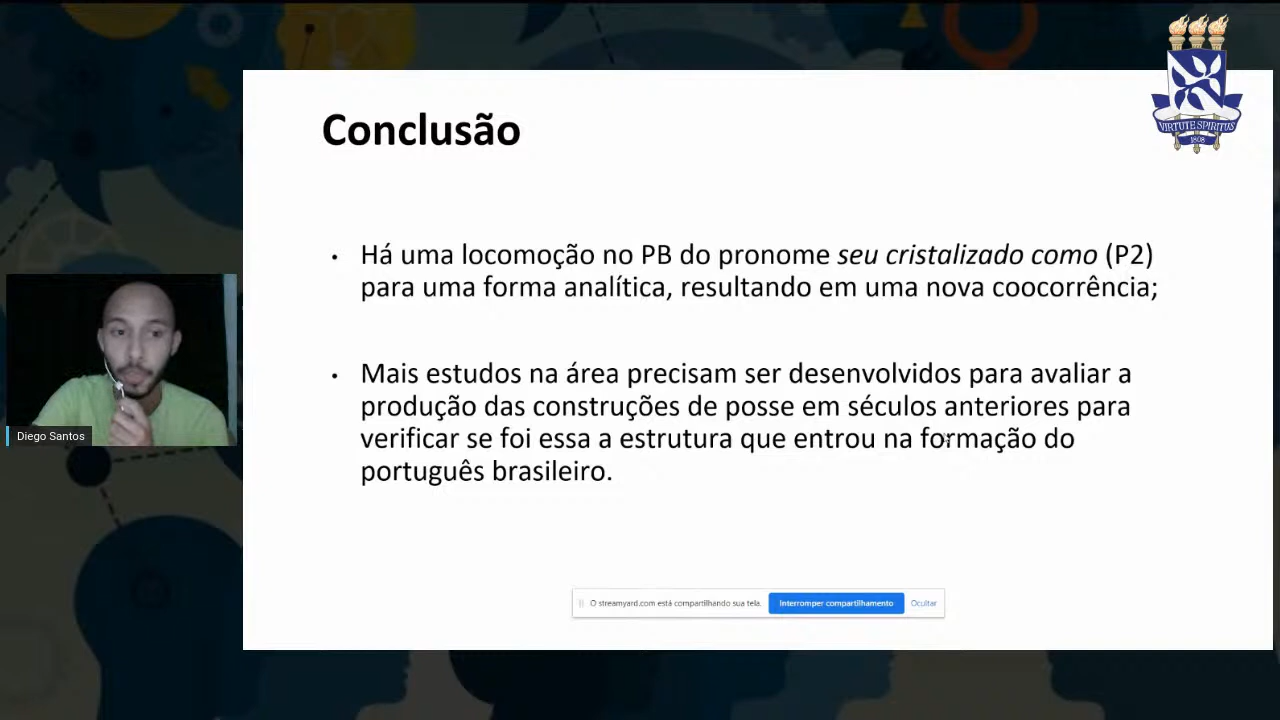 VIRTUTE SPIRITUS
1808
Conclusão
• Há uma locomoção no PB do pronome seu cristalizado como (P2)
para uma forma analítica, resultando em uma nova coocorrência;
• Mais estudos na área precisam ser desenvolvidos para avaliar a
produção das construções de posse em séculos anteriores para
verificar se foi essa a estrutura que entrou na formação do
português brasileiro.
Diego Santos
O streamyard.com está compartilhando sua tela. Interromper compartilhamento Ocultar